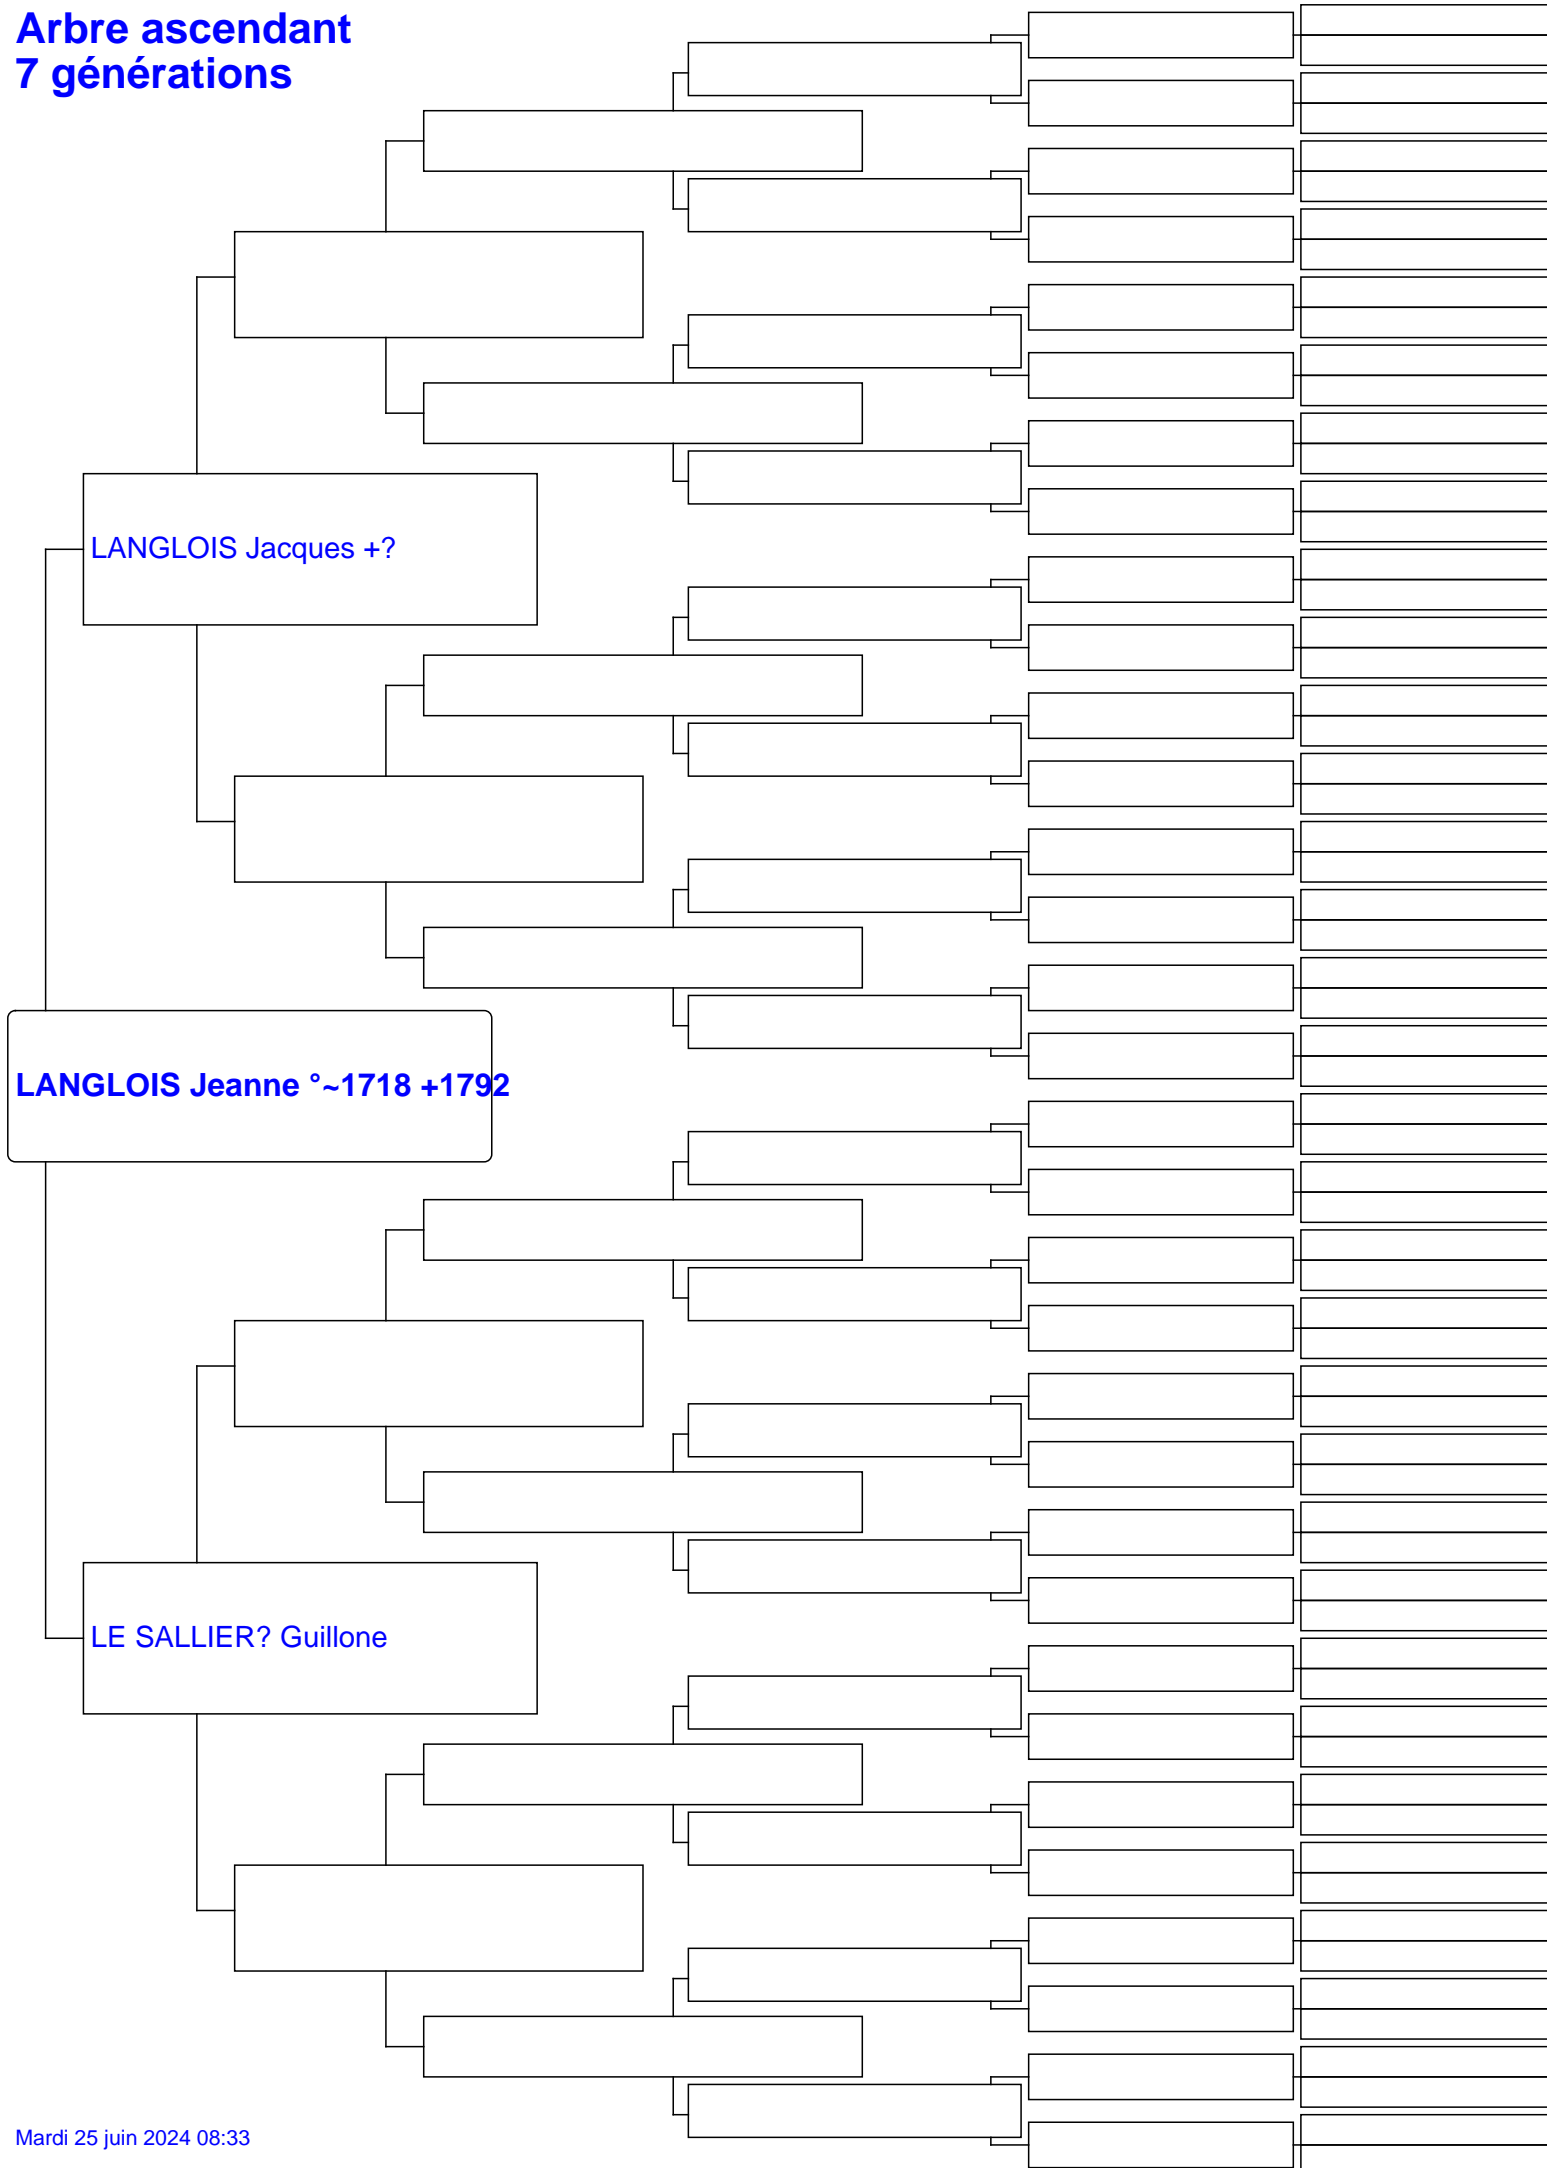 Arbre ascendant
7 générations
LANGLOIS Jacques +?
LANGLOIS Jeanne °~1718 +1792
LE SALLIER? Guillone
Mardi 25 juin 2024 08:33